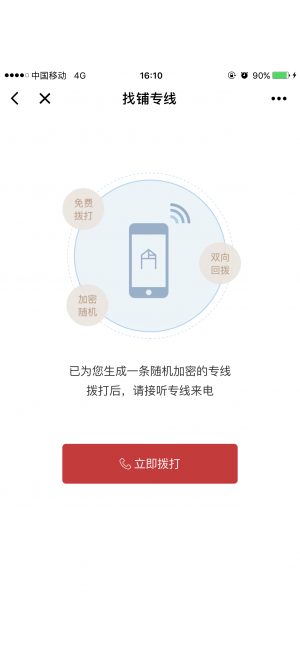 中国移动 4G 16:10 90%
找铺专线
免费
拨打
双向
回拨
加密
随机
已为您生成一条随机加密的专线
拨打后，请接听专线来电
立即拨打